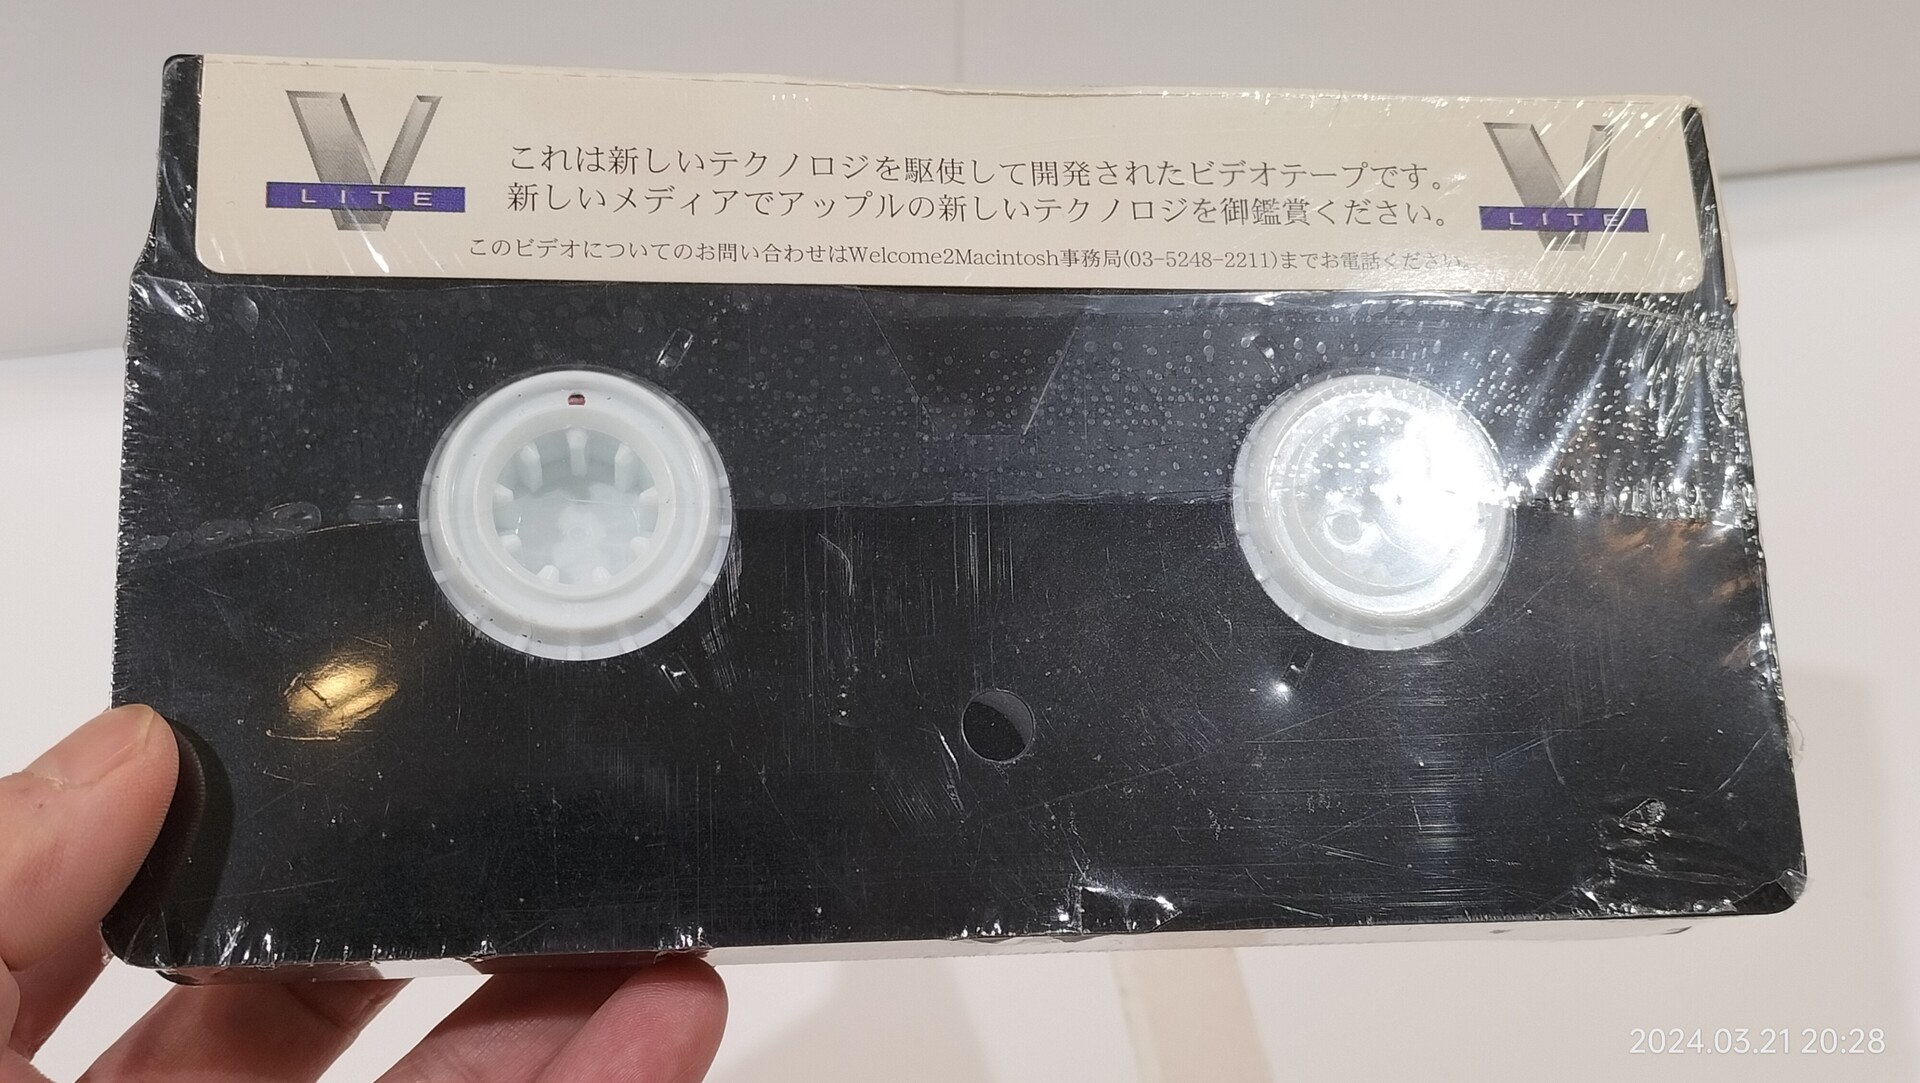 V
LITE
これは新しいテクノロジを駆使して開発されたビデオテープです。
新しいメディアでアップルの新しいテクノロジを御鑑賞ください。
このビデオについてのお問い合わせはWelcome2Macintosh事務局(03-5248-2211)までお電話ください。
V
LITE
2024.03.21 20:28